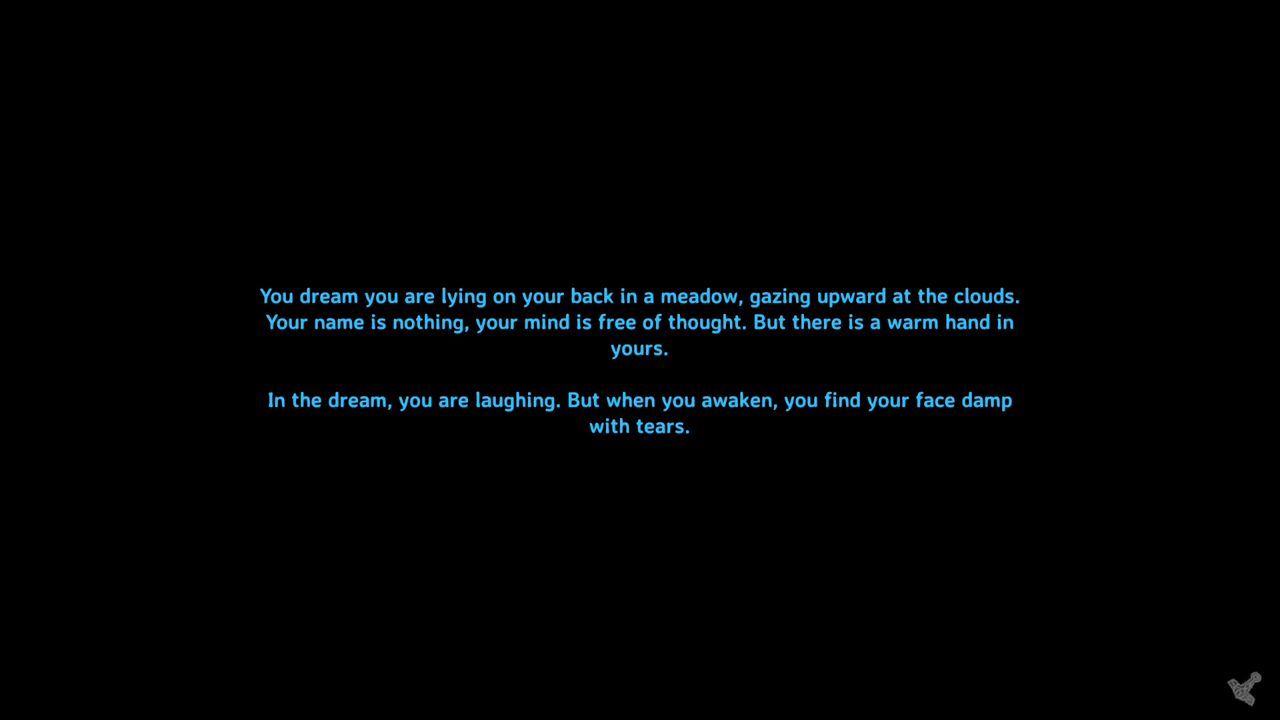 You dream you are lying on your back in a meadow, gazing upward at the clouds.
Your name is nothing, your mind is free of thought. But there is a warm hand in
yours.
In the dream, you are laughing. But when you awaken, you find your face damp
with tears.